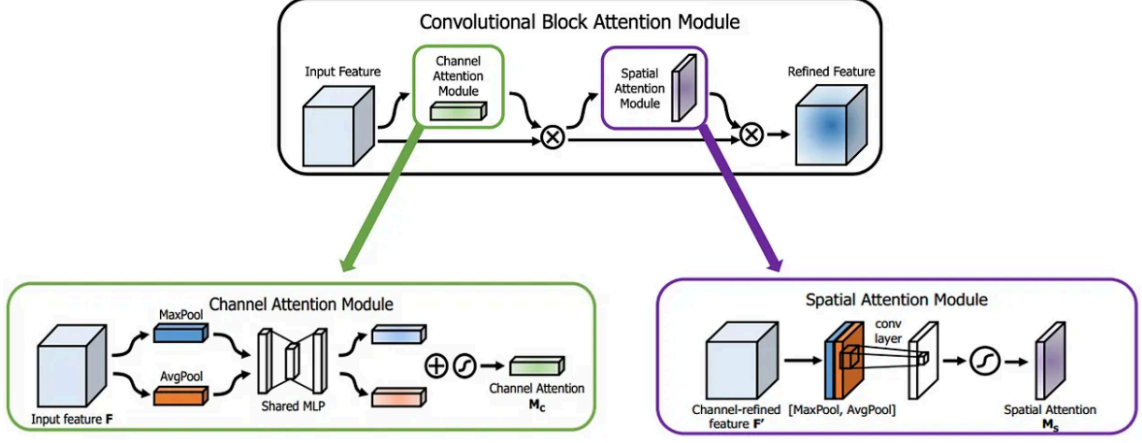 Convolutional Block Attention Module
Input Feature
Channel
Attention
Module
Spatial
Attention
Module
Refined Feature
Channel Attention Module
MaxPool
AvgPool
Input feature F
Shared MLP
Channel Attention
Mc
Spatial Attention Module
conv
layer
Channel-refined
feature F'
[MaxPool, AvgPool]
Spatial Attention
Ms